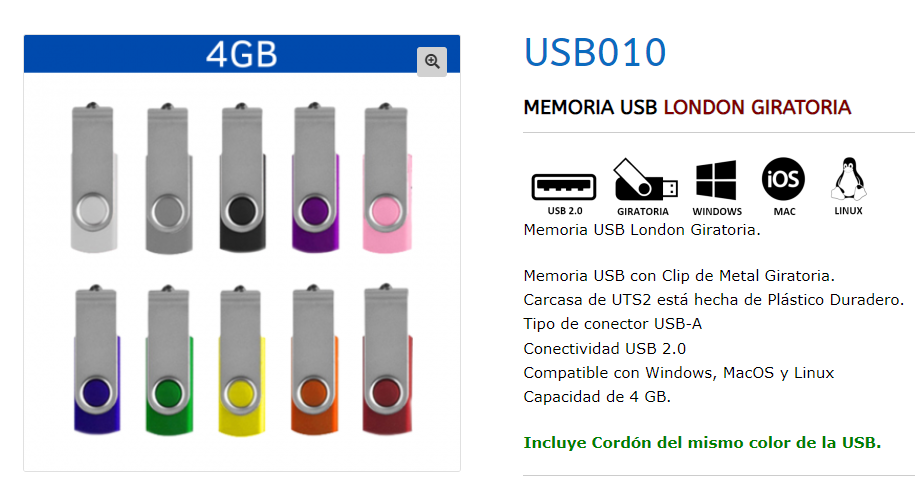 4GB
USB010
MEMORIA USB LONDON GIRATORIA
iOS
USB 2.0 GIRATORIA WINDOWS MAC LINUX
Memoria USB London Giratoria.
Memoria USB con Clip de Metal Giratoria.
Carcasa de UTS2 está hecha de Plástico Duradero.
Tipo de conector USB-A
Conectividad USB 2.0
Compatible con Windows, MacOS y Linux
Capacidad de 4 GB.
Incluye Cordón del mismo color de la USB.